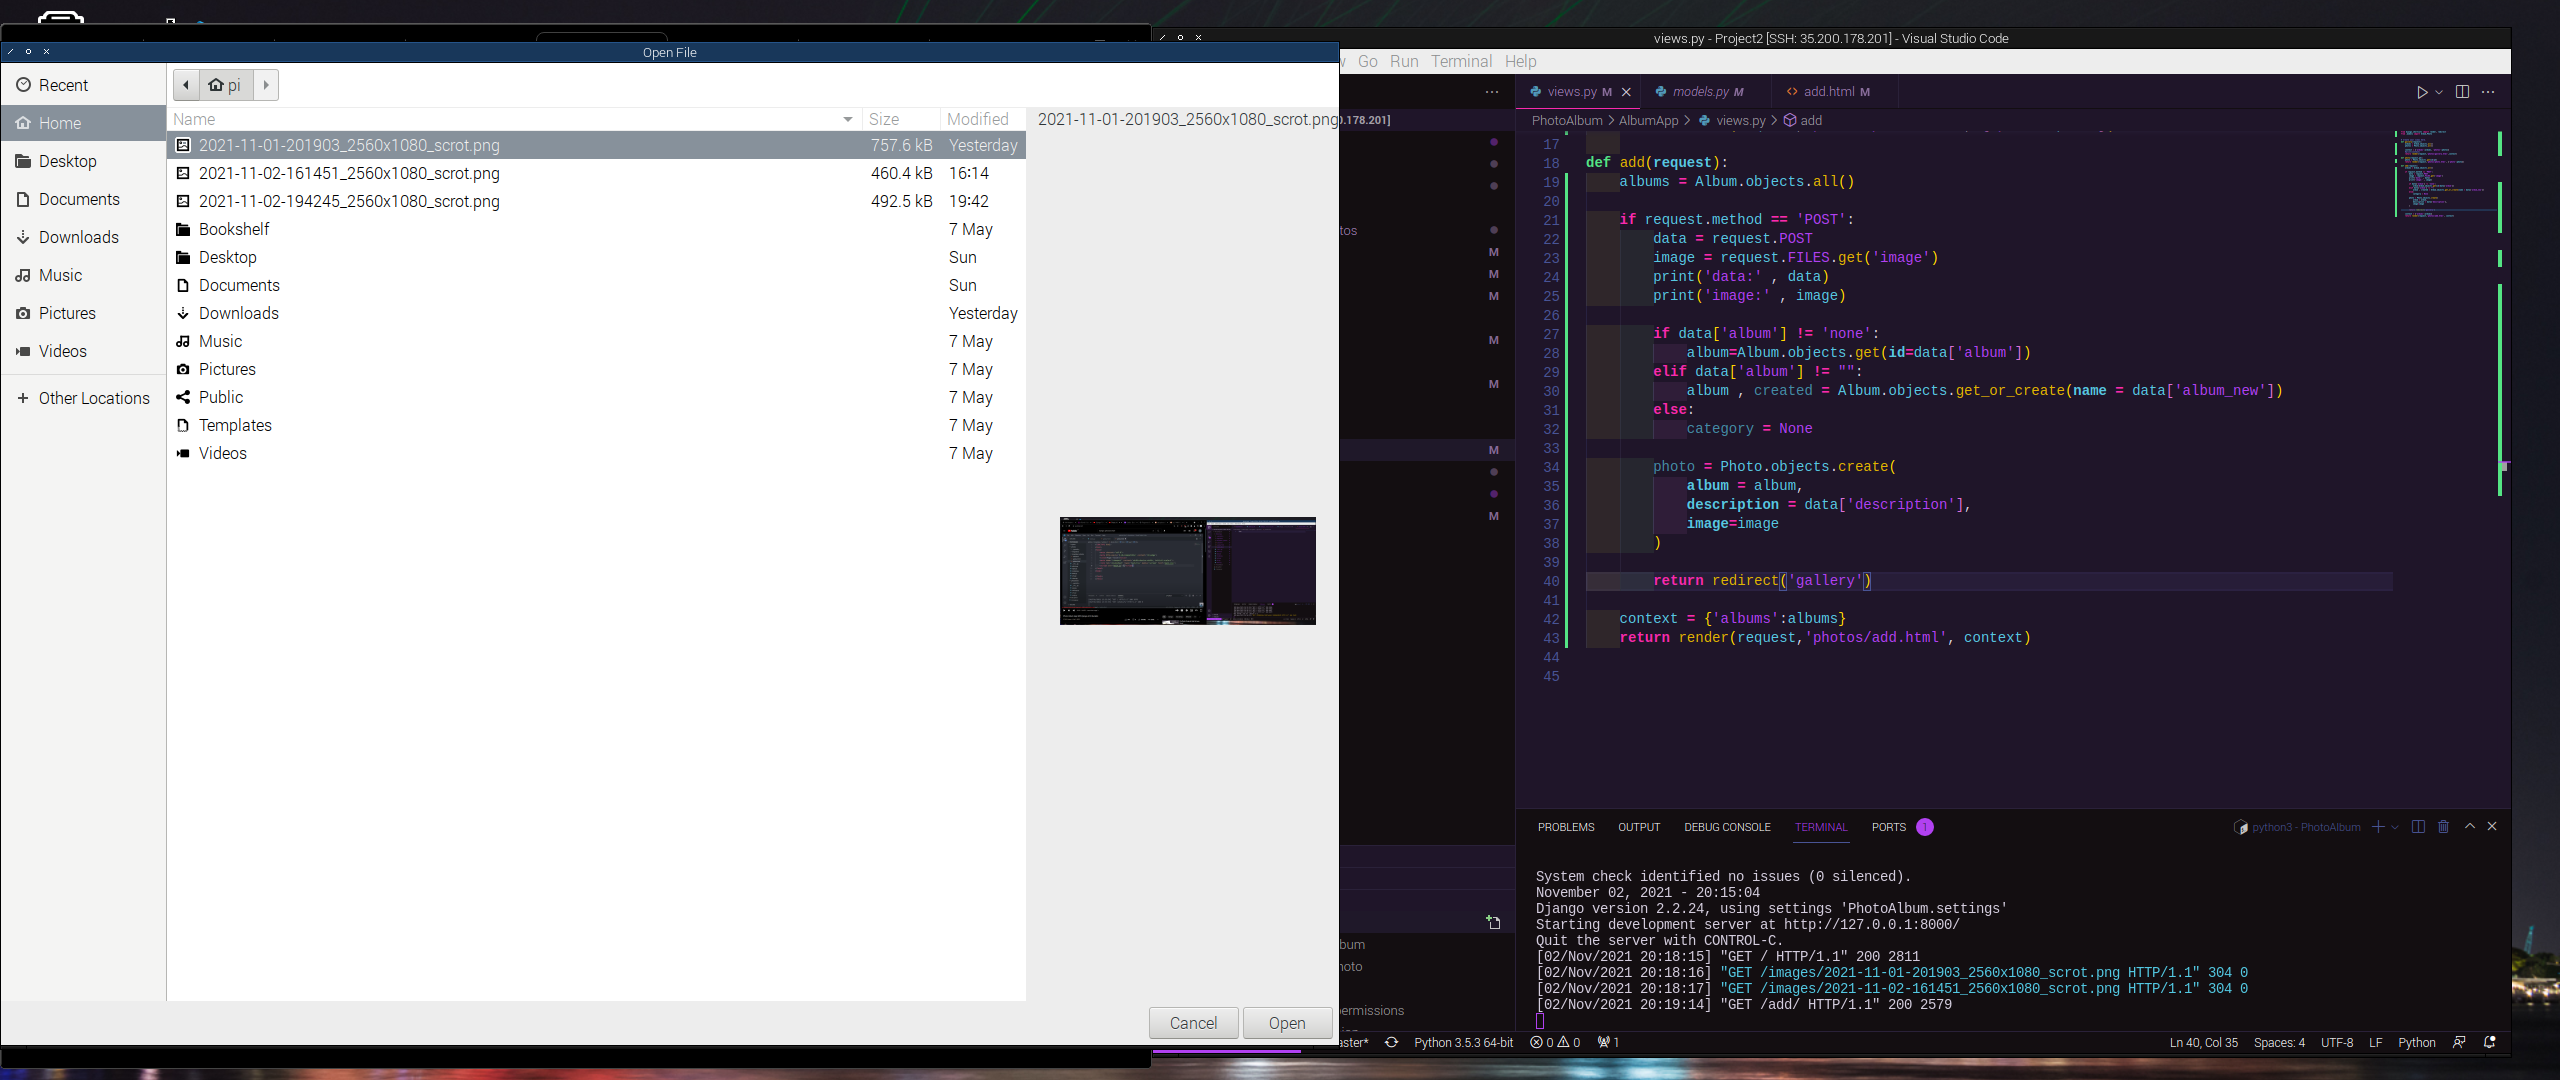 Open File
Recent
Home
Desktop
Documents
Downloads
Music
Pictures
Videos
Other Locations
pi
Name Size Modified
2021-11-01-201903_2560x1080_scrot.png 757.6 kB Yesterday
2021-11-02-161451_2560x1080_scrot.png 460.4 kB 16:14
2021-11-02-194245_2560x1080_scrot.png 492.5 kB 19:42
Bookshelf 7 May
Desktop Sun
Documents Sun
Downloads Yesterday
Music 7 May
Pictures 7 May
Public 7 May
Templates 7 May
Videos 7 May
2021-11-01-201903_2560x1080_scrot.png
Cancel Open
views.py - Project2 [SSH: 35.200.178.201] - Visual Studio Code
w Go Run Terminal Help
0.178.201]
tos
M
M
M
M
M
M
M
bum
hoto
ermissions
views.py M models.py M add.html M
PhotoAlbum > AlbumApp > views.py > add
17
18 def add(request):
19 albums = Album.objects.all()
20
21 if request.method == 'POST':
22 data = request.POST
23 image = request.FILES.get('image')
24 print('data:' , data)
25 print('image:' , image)
26
27 if data['album'] != 'none':
28 album=Album.objects.get(id=data['album'])
29 elif data['album'] != "":
30 album , created = Album.objects.get_or_create(name = data['album_new'])
31 else:
32 category = None
33
34 photo = Photo.objects.create(
35 album = album,
36 description = data['description'],
37 image=image
38 )
39
40 return redirect('gallery')
41
42 context = {'albums':albums}
43 return render(request,'photos/add.html', context)
44
45
PROBLEMS OUTPUT DEBUG CONSOLE TERMINAL PORTS 1
python3 - PhotoAlbum
System check identified no issues (0 silenced).
November 02, 2021 - 20:15:04
Django version 2.2.24, using settings 'PhotoAlbum.settings'
Starting development server at http://127.0.0.1:8000/
Quit the server with CONTROL-C.
[02/Nov/2021 20:18:15] "GET / HTTP/1.1" 200 2811
[02/Nov/2021 20:18:16] "GET /images/2021-11-01-201903_2560x1080_scrot.png HTTP/1.1" 304 0
[02/Nov/2021 20:18:17] "GET /images/2021-11-02-161451_2560x1080_scrot.png HTTP/1.1" 304 0
[02/Nov/2021 20:19:14] "GET /add/ HTTP/1.1" 200 2579
aster* Python 3.5.3 64-bit 0 0 1 Ln 40, Col 35 Spaces: 4 UTF-8 LF Python